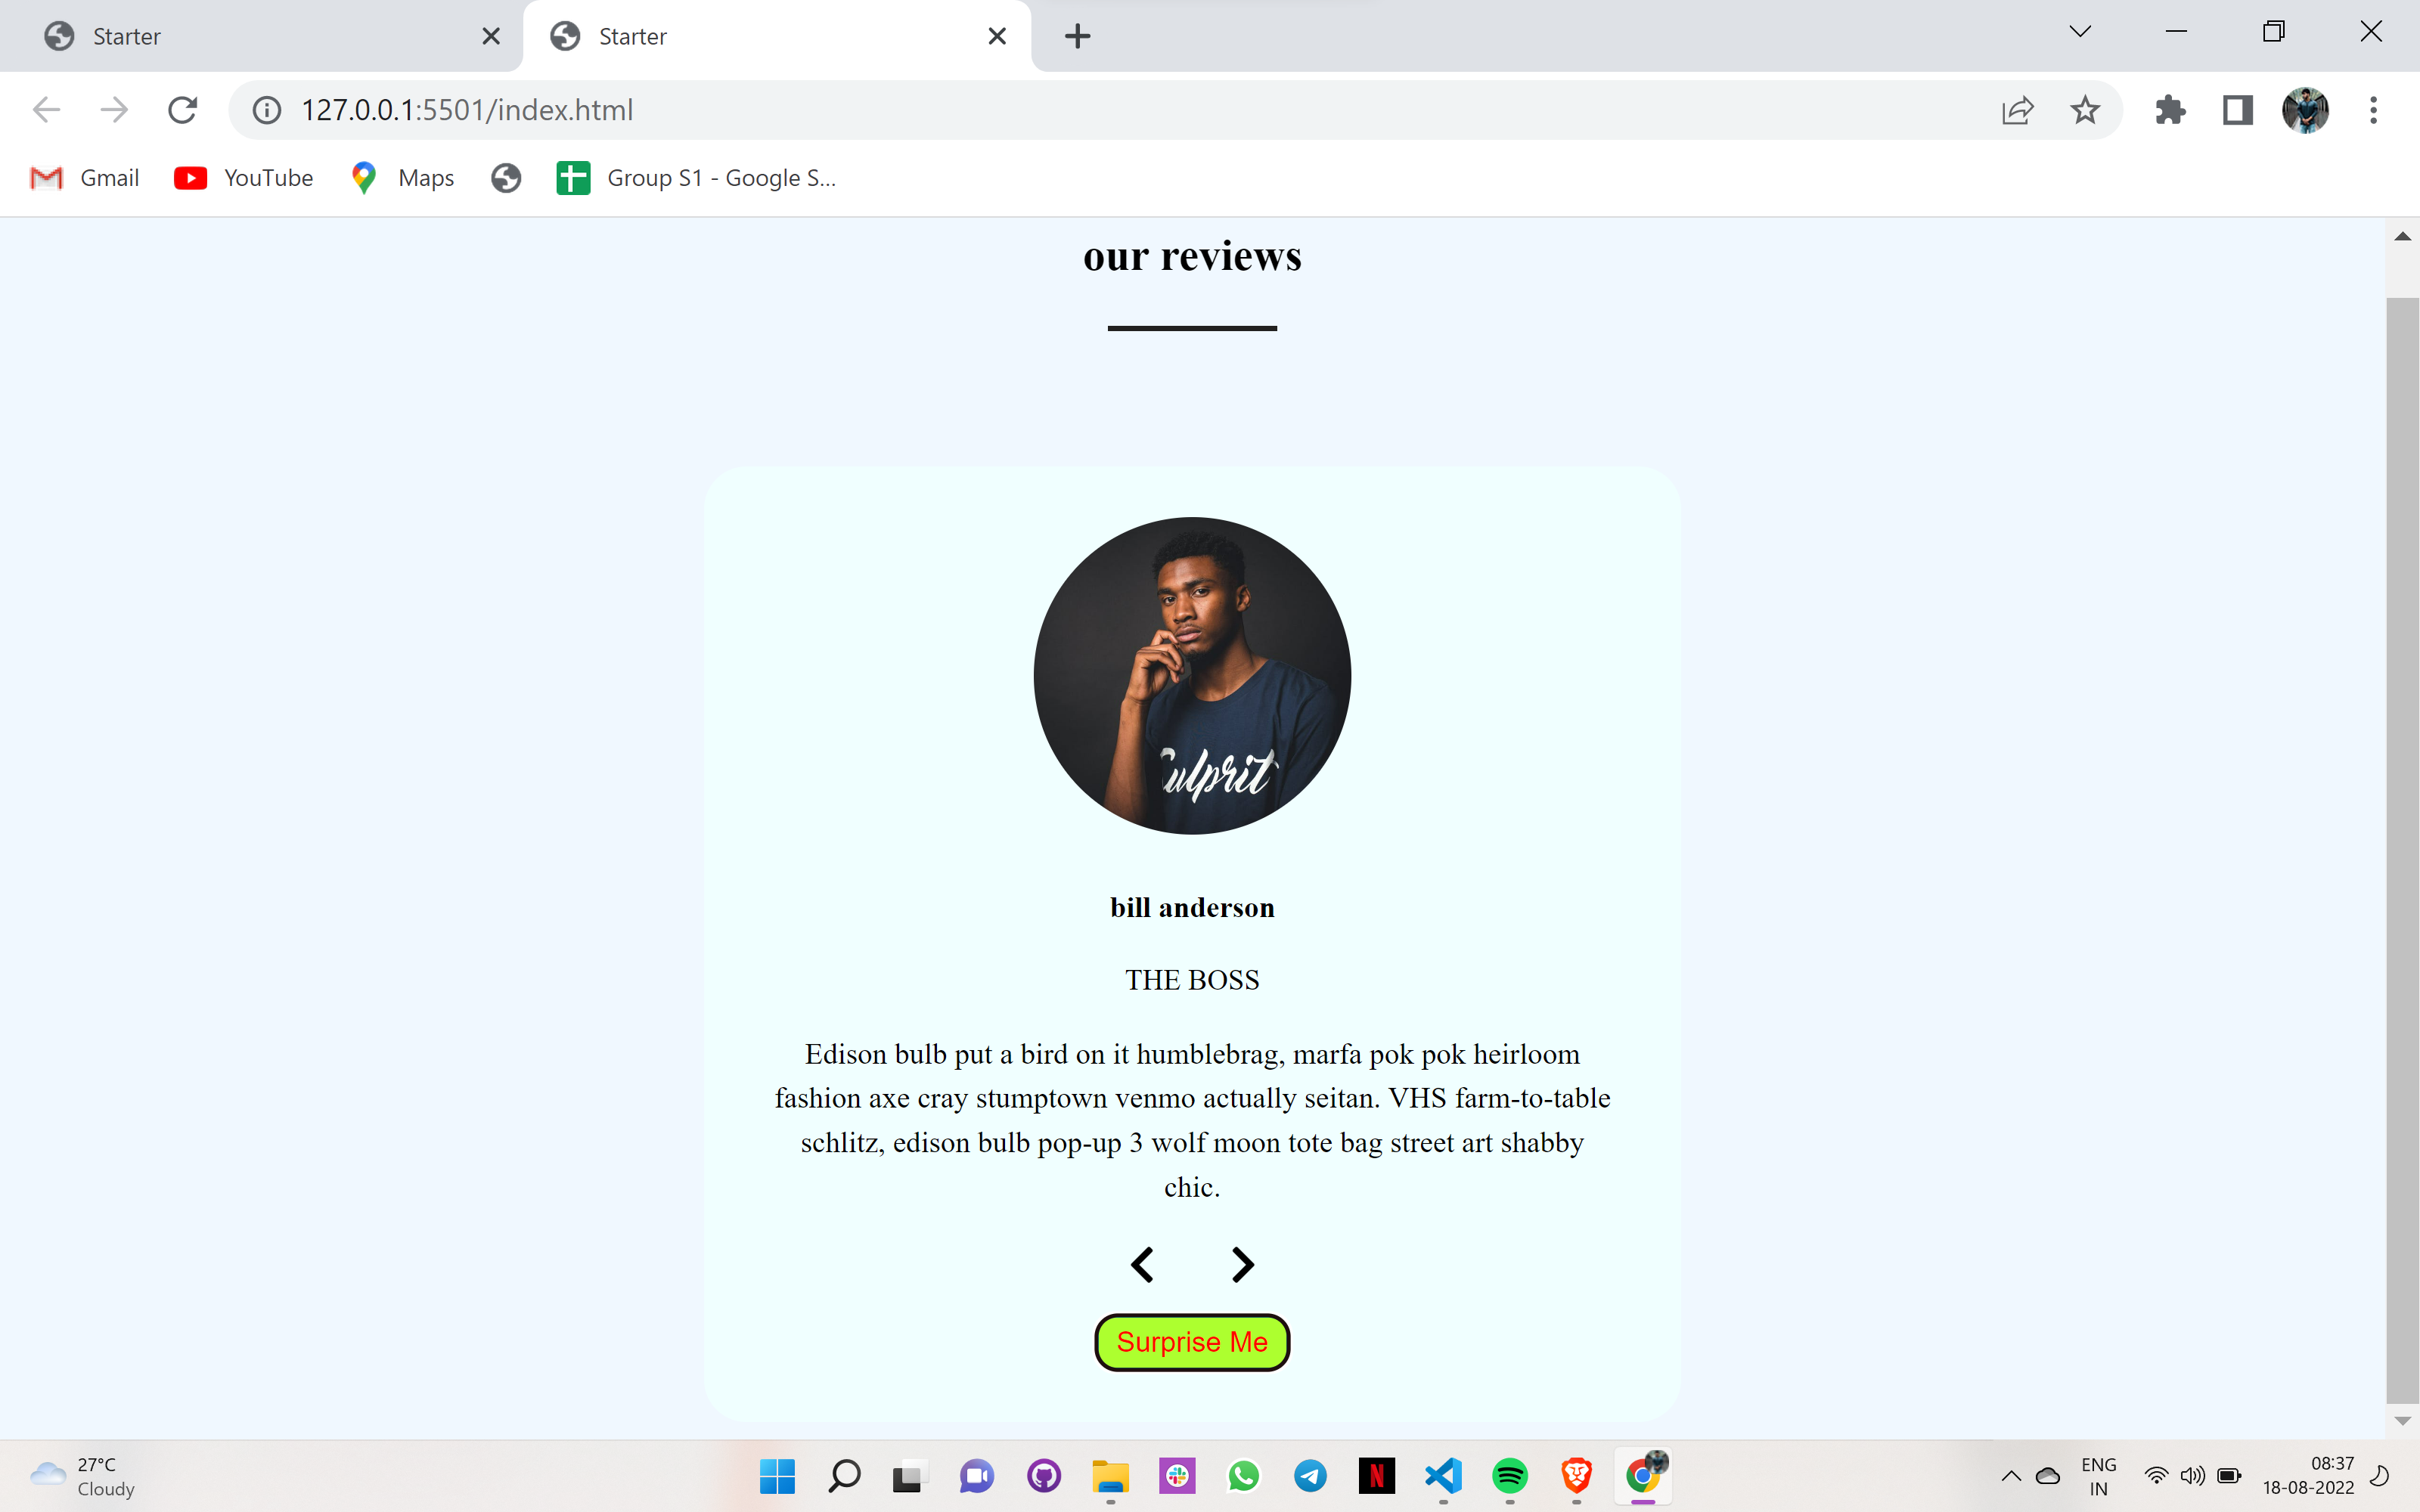 Starter
Starter
127.0.0.1:5501/index.html
Gmail
YouTube
Maps
Group S1 - Google S...
our reviews
ulprit
bill anderson
THE BOSS
Edison bulb put a bird on it humblebrag, marfa pok pok heirloom
fashion axe cray stumptown venmo actually seitan. VHS farm-to-table
schlitz, edison bulb pop-up 3 wolf moon tote bag street art shabby
chic.
Surprise Me
27°C
Cloudy
N
ENG
IN
08:37
18-08-2022